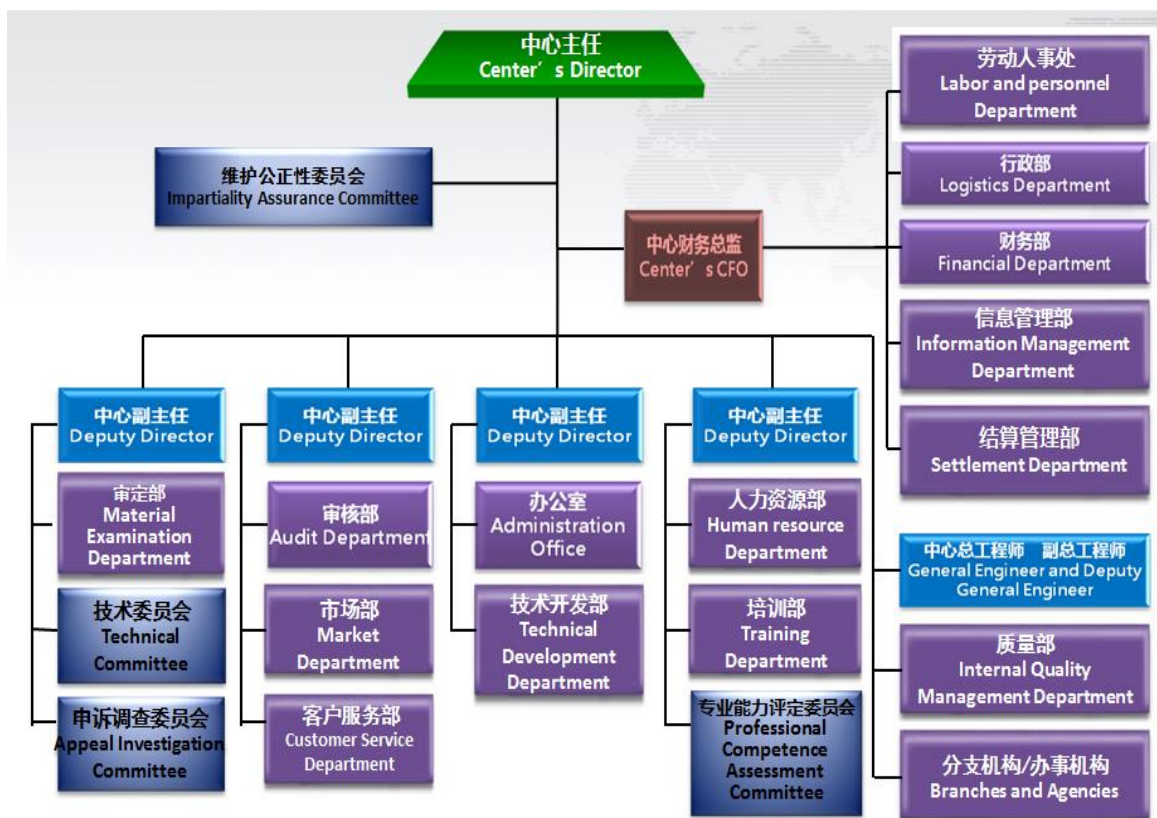 中心主任
Center’s Director
维护公正性委员会
Impartiality Assurance Committee
中心财务总监
Center’s CFO
劳动人事处
Labor and personnel
Department
行政部
Logistics Department
财务部
Financial Department
信息管理部
Information Management
Department
结算管理部
Settlement Department
中心副主任
Deputy Director
审定部
Material
Examination
Department
技术委员会
Technical
Committee
申诉调查委员会
Appeal Investigation
Committee
中心副主任
Deputy Director
审核部
Audit Department
市场部
Market
Department
客户服务部
Customer Service
Department
中心副主任
Deputy Director
办公室
Administration
Office
技术开发部
Technical
Development
Department
中心副主任
Deputy Director
人力资源部
Human resource
Department
培训部
Training
Department
专业能力评定委员会
Professional
Competence
Assessment
Committee
中心总工程师 副总工程师
General Engineer and Deputy
General Engineer
质量部
Internal Quality
Management Department
分支机构/办事机构
Branches and Agencies